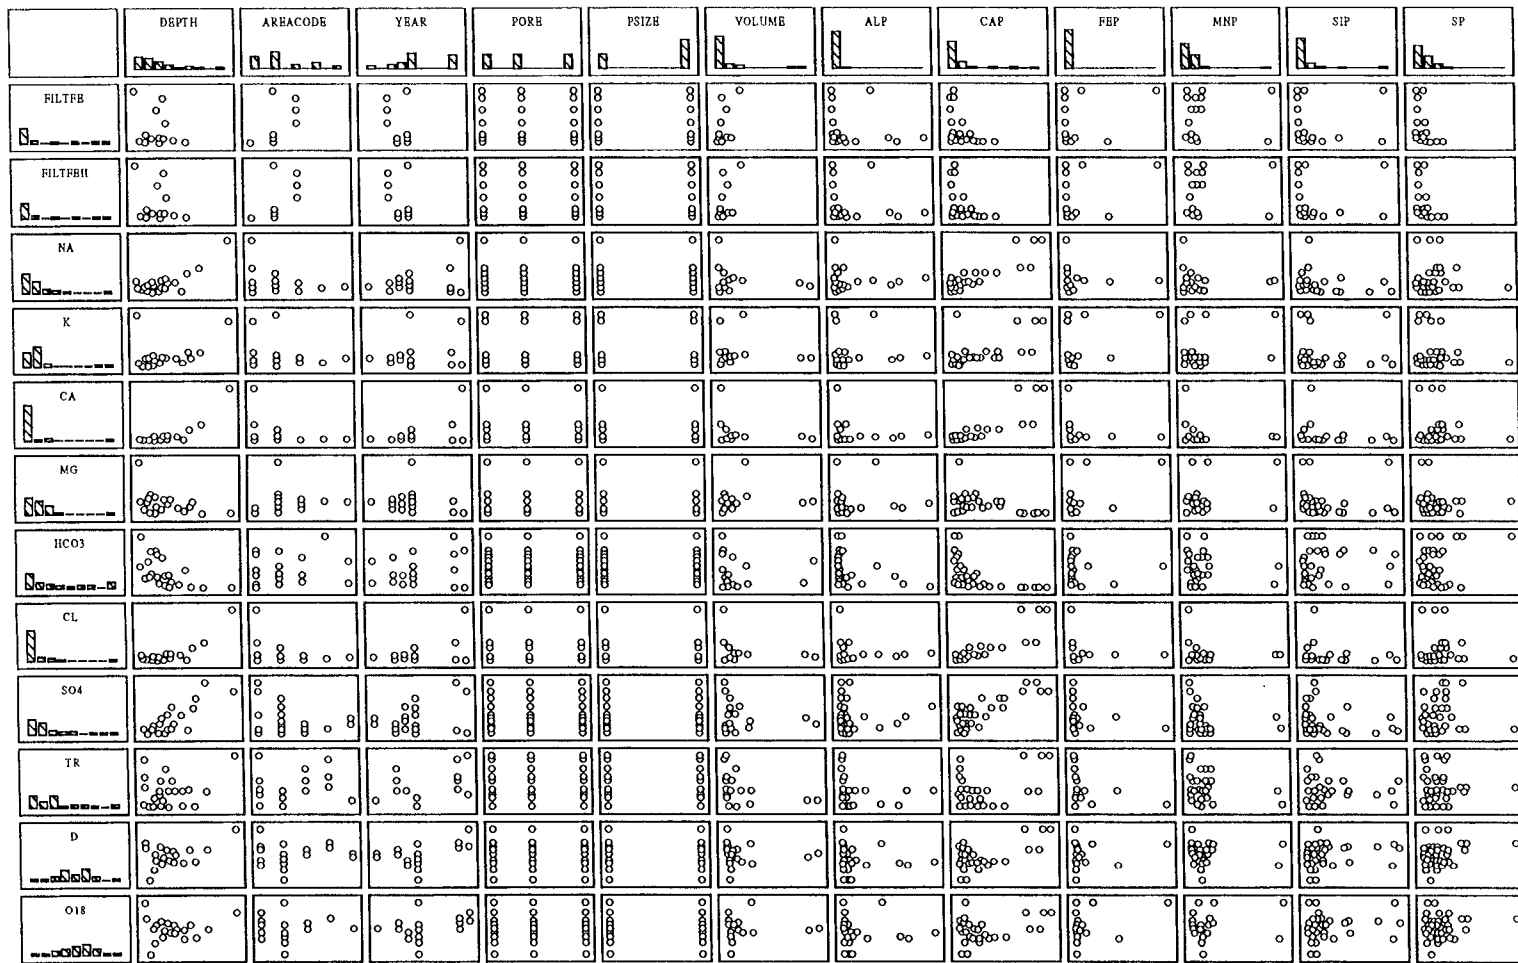 DEPTH AREACODE YEAR PORE PSIZE VOLUME ALP CAP FEP MNP SIP SP
FILTFE
FILTFEII
NA
K
CA
MG
HCO3
CL
SO4
TR
D
O18